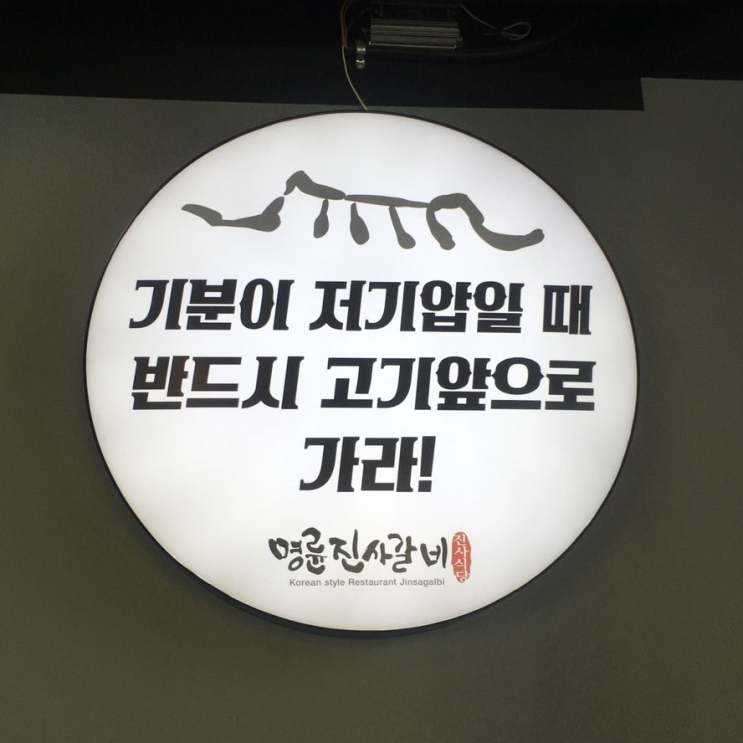 기분이 저기압일 때
반드시 고기앞으로
가라!
명륜진사갈비
진사식당
Korean style Restaurant Jinsagalbi